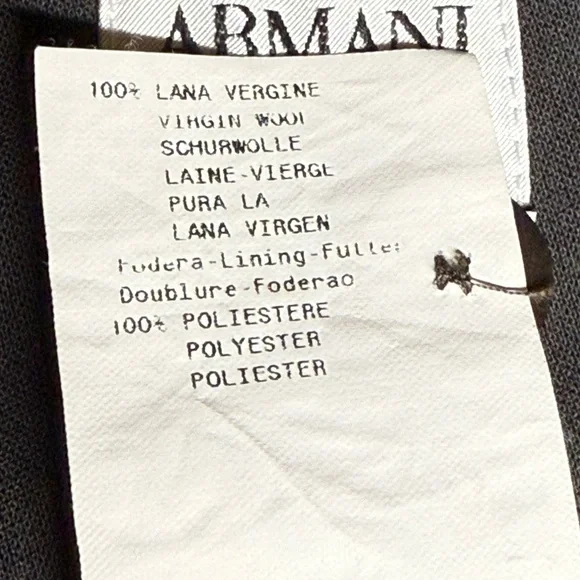 ARMANI
100% LANA VERGINE
VIRGIN WOOL
SCHURWOLLE
LAINE-VIERGE
PURA LA
LANA VIRGEN
Fodera-Lining-Futter
Doublure-Foderao
100% POLIESTERE
POLYESTER
POLIESTER